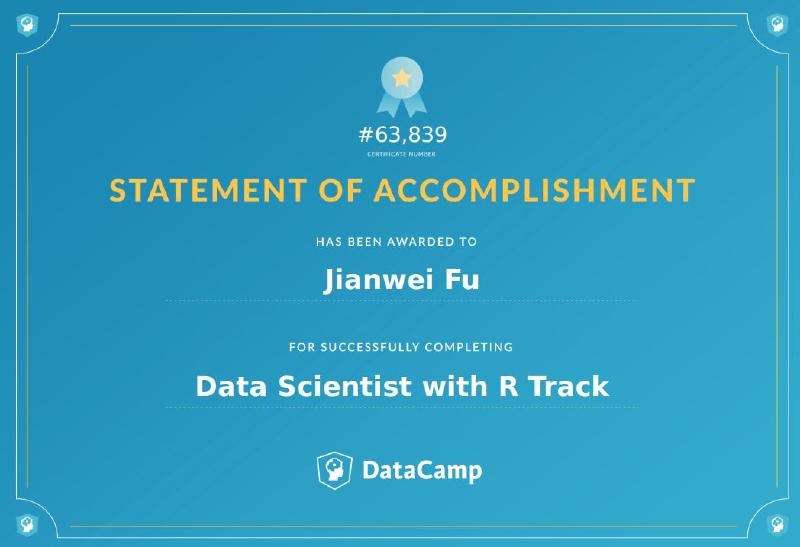 #63,839
CERTIFICATE NUMBER
STATEMENT OF ACCOMPLISHMENT
HAS BEEN AWARDED TO
Jianwei Fu
FOR SUCCESSFULLY COMPLETING
Data Scientist with R Track
DataCamp